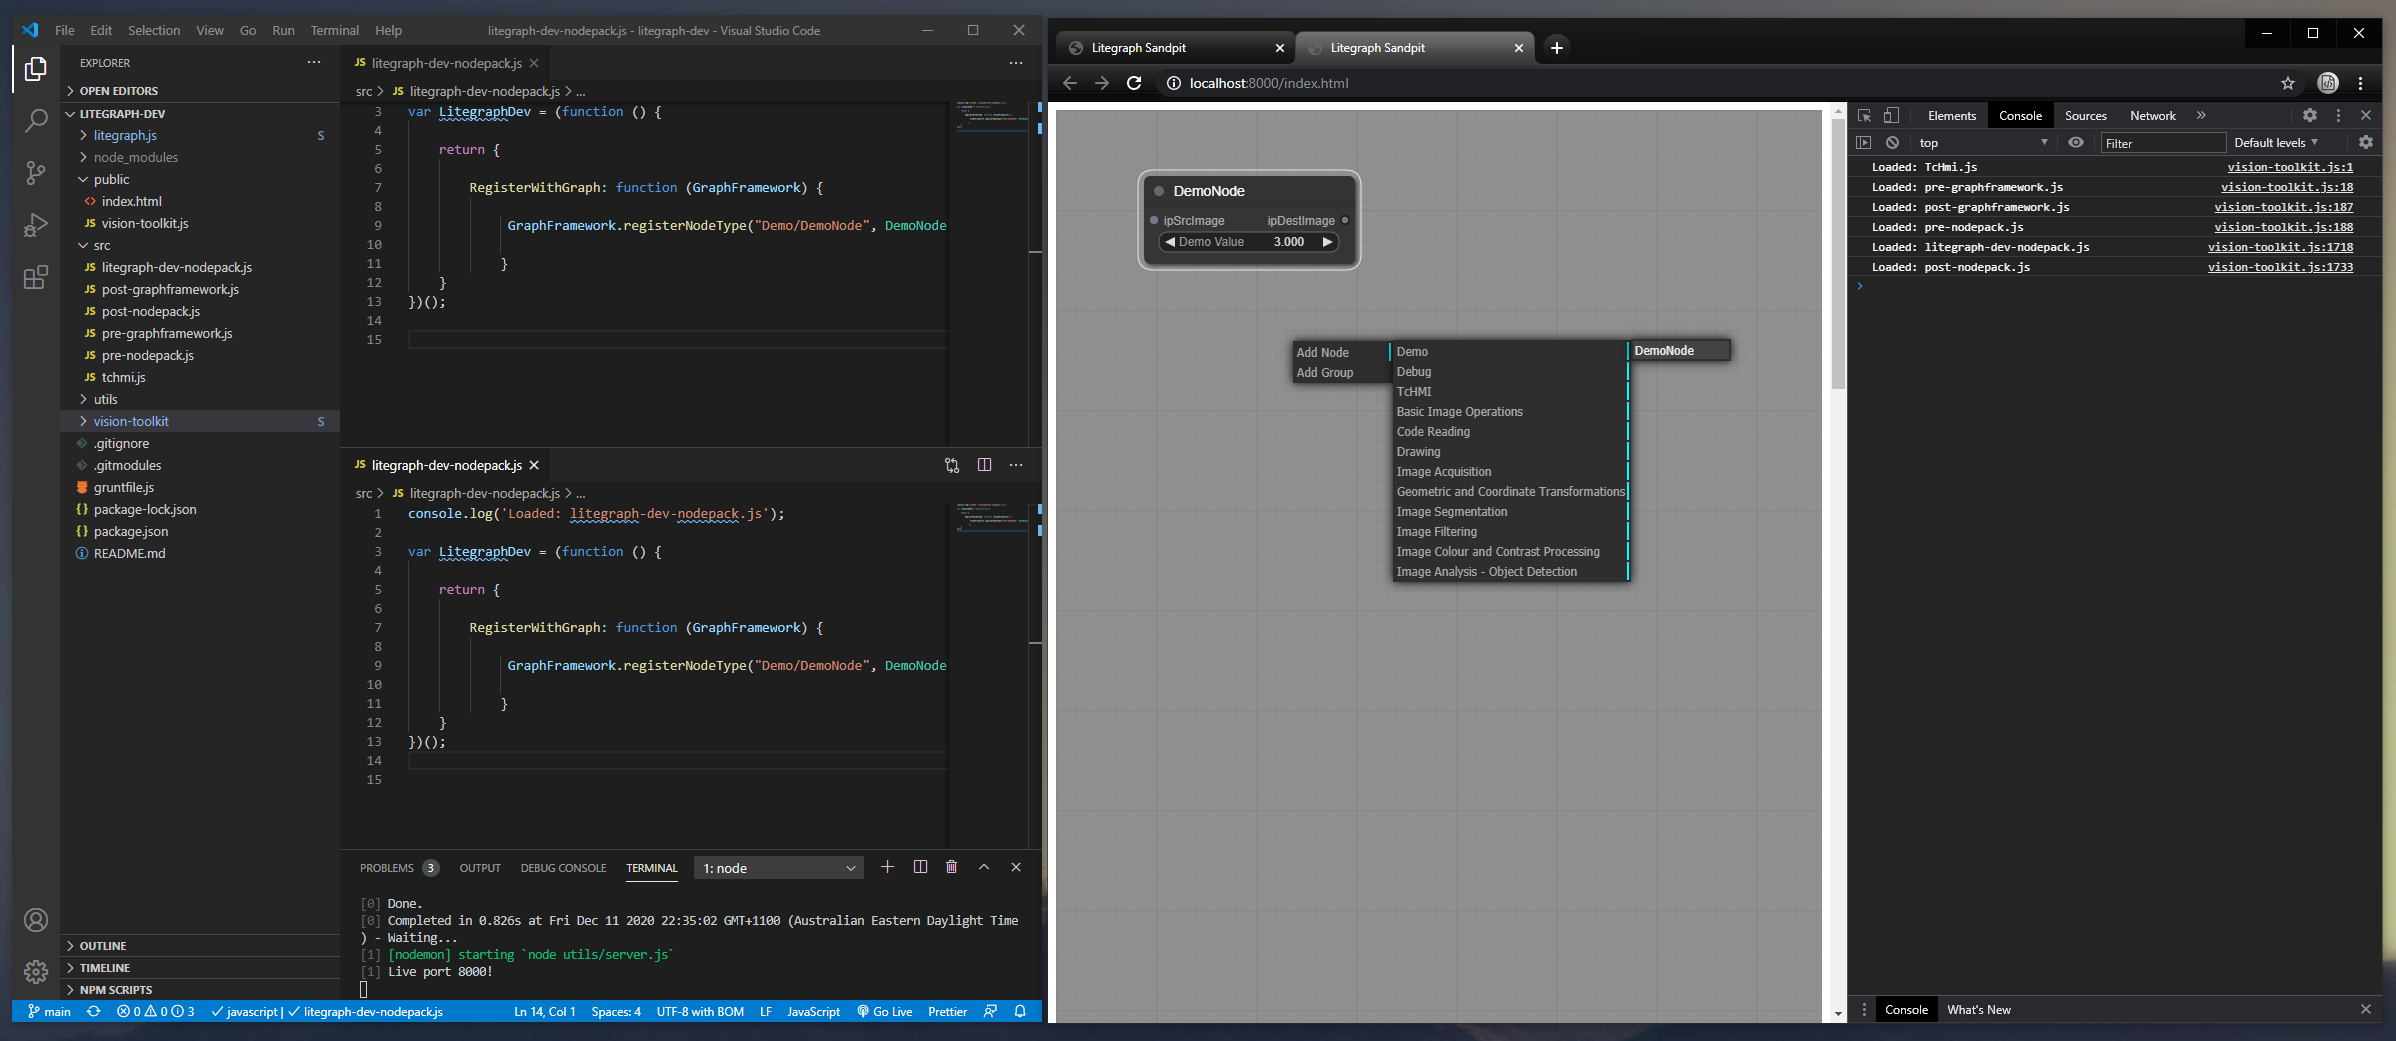 File Edit Selection View Go Run Terminal Help
litegraph-dev-nodepack.js - litegraph-dev - Visual Studio Code
EXPLORER
OPEN EDITORS
LITEGRAPH-DEV
litegraph.js S
node_modules
public
index.html
JS vision-toolkit.js
src
JS litegraph-dev-nodepack.js
JS post-graphframework.js
JS post-nodepack.js
JS pre-graphframework.js
JS pre-nodepack.js
JS tchmi.js
utils
vision-toolkit S
.gitignore
.gitmodules
gruntfile.js
{} package-lock.json
{} package.json
README.md
OUTLINE
TIMELINE
NPM SCRIPTS
JS litegraph-dev-nodepack.js
src > JS litegraph-dev-nodepack.js > ...
3 var LitegraphDev = (function () {
4
5 return {
6
7 RegisterWithGraph: function (GraphFramework) {
8
9 GraphFramework.registerNodeType("Demo/DemoNode", DemoNode
10
11 }
12 }
13 })();
14
15
JS litegraph-dev-nodepack.js
src > JS litegraph-dev-nodepack.js > ...
1 console.log('Loaded: litegraph-dev-nodepack.js');
2
3 var LitegraphDev = (function () {
4
5 return {
6
7 RegisterWithGraph: function (GraphFramework) {
8
9 GraphFramework.registerNodeType("Demo/DemoNode", DemoNode
10
11 }
12 }
13 })();
14
15
PROBLEMS 3 OUTPUT DEBUG CONSOLE TERMINAL 1: node
[0] Done.
[0] Completed in 0.826s at Fri Dec 11 2020 22:35:02 GMT+1100 (Australian Eastern Daylight Time
) - Waiting...
[1] [nodemon] starting `node utils/server.js`
[1] Live port 8000!
main 0 0 3 javascript | litegraph-dev-nodepack.js Ln 14, Col 1 Spaces: 4 UTF-8 with BOM LF JavaScript Go Live Prettier
Litegraph Sandpit
Litegraph Sandpit
localhost:8000/index.html
DemoNode
ipSrcImage ipDestImage
Demo Value 3.000
Add Node
Add Group
Demo
Debug
TcHMI
Basic Image Operations
Code Reading
Drawing
Image Acquisition
Geometric and Coordinate Transformations
Image Segmentation
Image Filtering
Image Colour and Contrast Processing
Image Analysis - Object Detection
DemoNode
Elements Console Sources Network
top Filter Default levels
Loaded: TcHmi.js vision-toolkit.js:1
Loaded: pre-graphframework.js vision-toolkit.js:18
Loaded: post-graphframework.js vision-toolkit.js:187
Loaded: pre-nodepack.js vision-toolkit.js:188
Loaded: litegraph-dev-nodepack.js vision-toolkit.js:1718
Loaded: post-nodepack.js vision-toolkit.js:1733
Console What's New